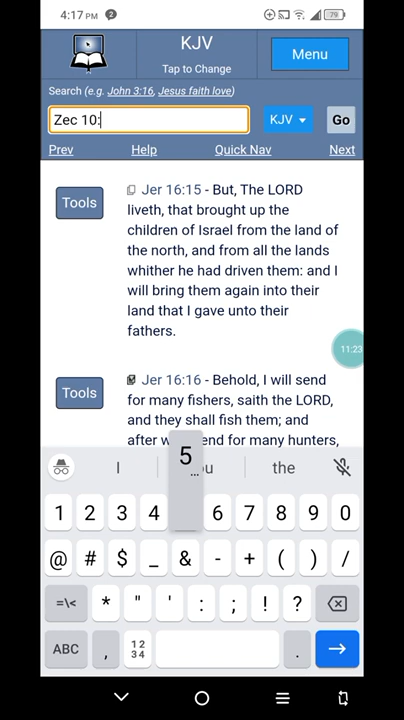 4:17 PM 79
KJV
Tap to Change
Menu
Search (e.g. John 3:16, Jesus faith love)
Zec 10:
KJV
Go
Prev Help Quick Nav Next
Tools
Jer 16:15 - But, The LORD
liveth, that brought up the
children of Israel from the land of
the north, and from all the lands
whither he had driven them: and I
will bring them again into their
land that I gave unto their
fathers.
11:23
Tools
Jer 16:16 - Behold, I will send
for many fishers, saith the LORD,
and they shall fish them; and
after will send for many hunters,
I the
5
...
1 2 3 4 6 7 8 9 0
@ # $ _ & - + ( ) /
=\< * " ' : ; ! ?
ABC , 12 34 .